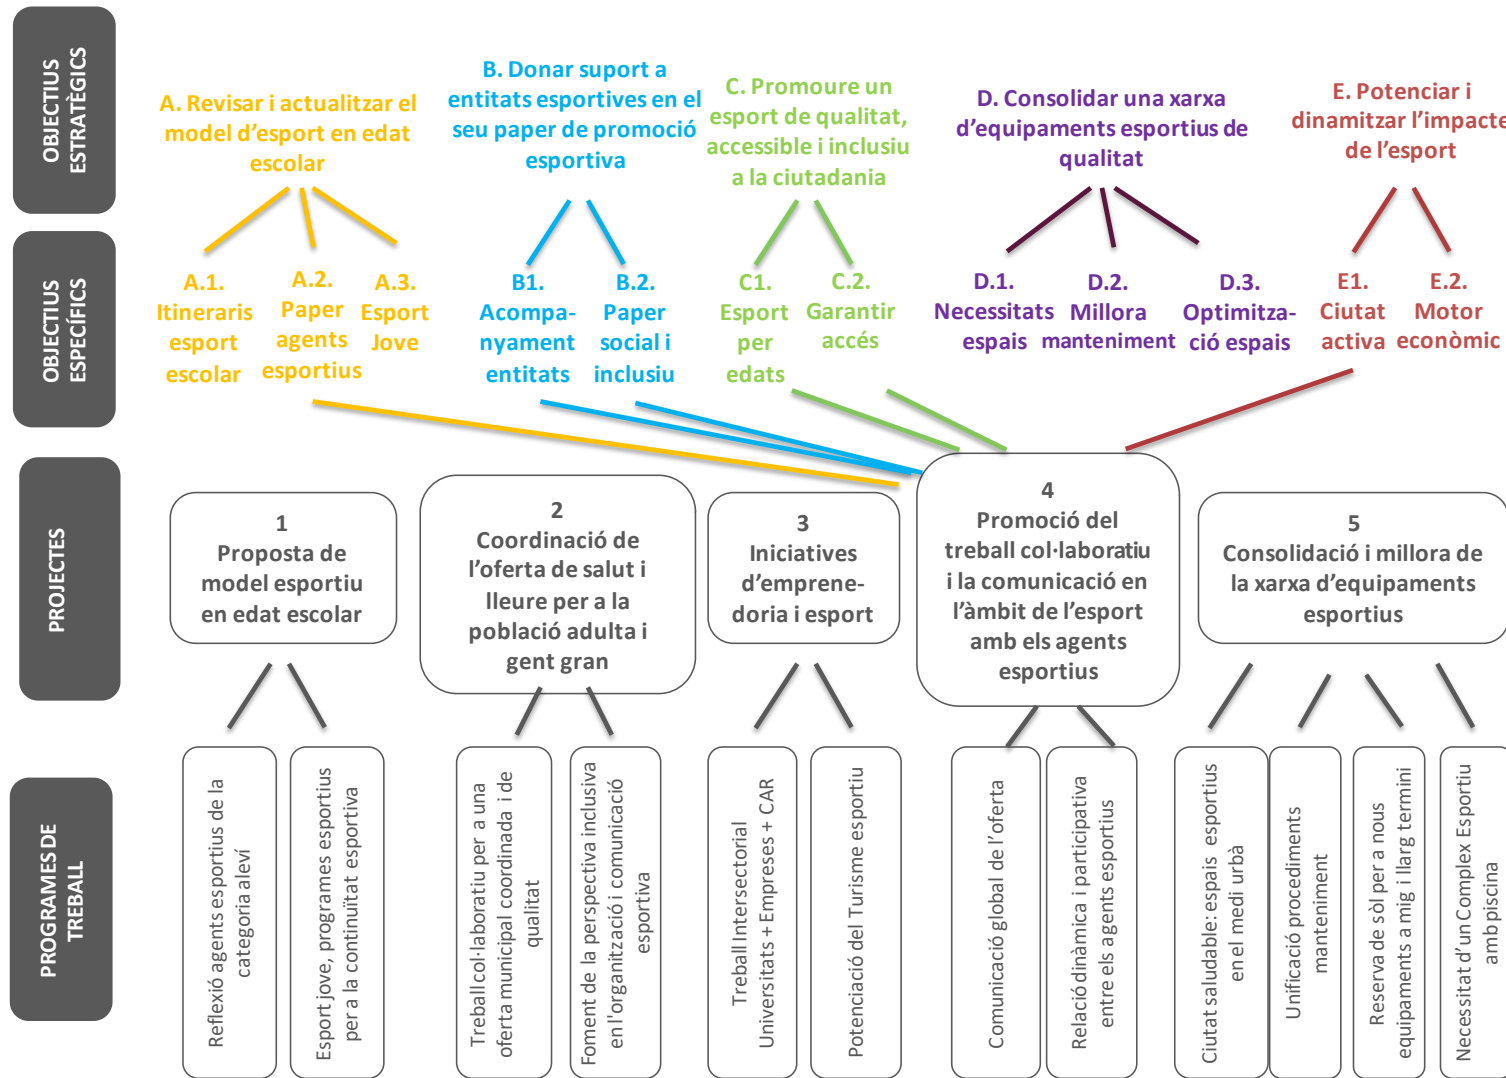 OBJECTIUS
ESTRATÈGICS
A. Revisar i actualitzar el
model d'esport en edat
escolar
B. Donar suport a
entitats esportives en el
seu paper de promoció
esportiva
C. Promoure un
esport de qualitat,
accessible i inclusiu
a la ciutadania
D. Consolidar una xarxa
d'equipaments esportius de
qualitat
E. Potenciar i
dinamitzar l'impacte
de l'esport
OBJECTIUS
ESPECÍFICS
A.1.
Itineraris
esport
escolar
A.2.
Paper
agents
esportius
A.3.
Esport
Jove
B1.
Acompa-
nyament
entitats
B.2.
Paper
social i
inclusiu
C1.
Esport
per
edats
C.2.
Garantir
accés
D.1.
Necessitats
espais
D.2.
Millora
manteniment
D.3.
Optimitza-
ció espais
E1.
Ciutat
activa
E.2.
Motor
econòmic
PROJECTES
1
Proposta de
model esportiu
en edat escolar
2
Coordinació de
l'oferta de salut i
lleure per a la
població adulta i
gent gran
3
Iniciatives
d'emprene-
doria i esport
4
Promoció del
treball col·laboratiu
i la comunicació en
l'àmbit de l'esport
amb els agents
esportius
5
Consolidació i millora de
la xarxa d'equipaments
esportius
PROGRAMES DE
TREBALL
Reflexió agents esportius de la
categoria aleví
Esport jove, programes esportius
per a la continuïtat esportiva
Treball col·laboratiu per a una
oferta municipal coordinada i de
qualitat
Foment de la perspectiva inclusiva
en l'organització i comunicació
esportiva
Treball Intersectorial
Universitats + Empreses + CAR
Potenciació del Turisme esportiu
Comunicació global de l'oferta
Relació dinàmica i participativa
entre els agents esportius
Ciutat saludable: espais esportius
en el medi urbà
Unificació procediments
manteniment
Reserva de sòl per a nous
equipaments a mig i llarg termini
Necessitat d'un Complex Esportiu
amb piscina